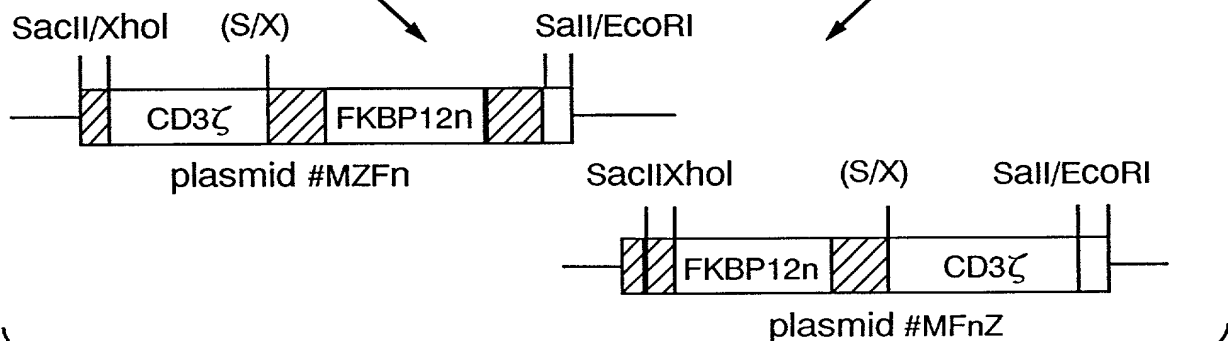 SacII/XhoI (S/X) SalI/EcoRI
CD3ζ FKBP12n
plasmid #MZFn
SacIIXhoI (S/X) SalI/EcoRI
FKBP12n CD3ζ
plasmid #MFnZ